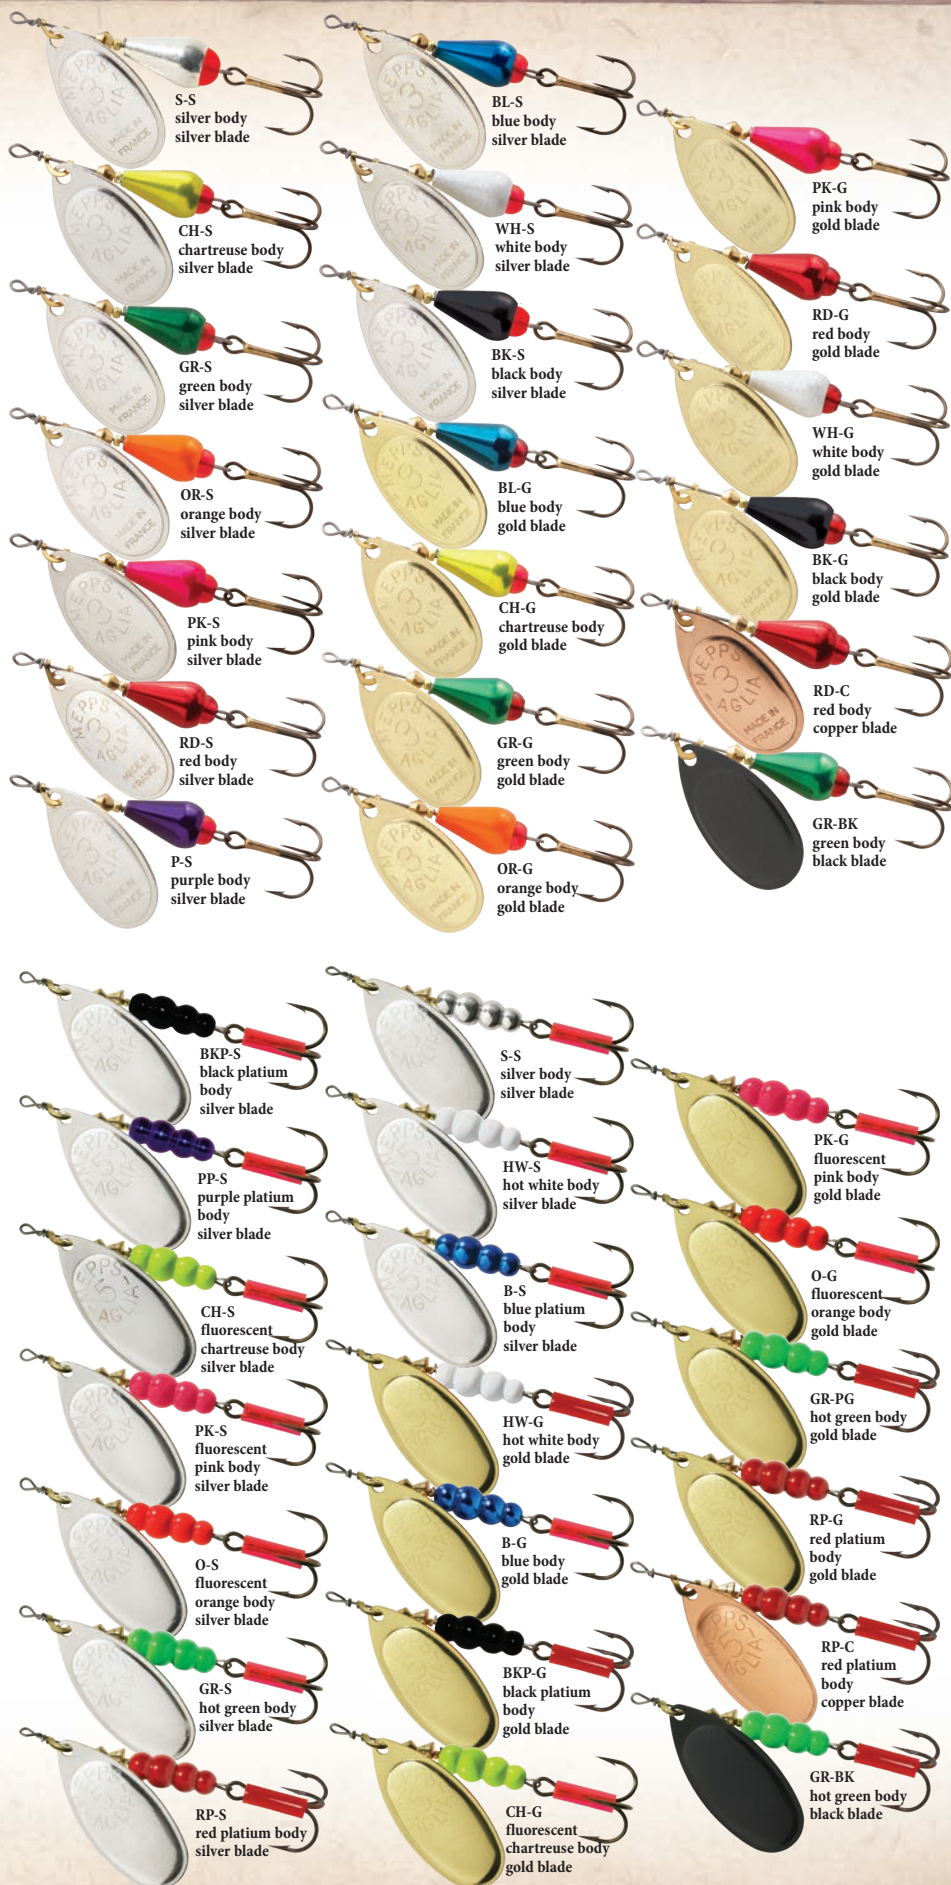 S-S
silver body
silver blade
CH-S
chartreuse body
silver blade
GR-S
green body
silver blade
OR-S
orange body
silver blade
PK-S
pink body
silver blade
RD-S
red body
silver blade
P-S
purple body
silver blade
BL-S
blue body
silver blade
WH-S
white body
silver blade
BK-S
black body
silver blade
BL-G
blue body
gold blade
CH-G
chartreuse body
gold blade
GR-G
green body
gold blade
OR-G
orange body
gold blade
PK-G
pink body
gold blade
RD-G
red body
gold blade
WH-G
white body
gold blade
BK-G
black body
gold blade
MEPPS
3
AGLIA
MADE IN
FRANCE
RD-C
red body
copper blade
GR-BK
green body
black blade
BKP-S
black platium
body
silver blade
PP-S
purple platium
body
silver blade
CH-S
fluorescent
chartreuse body
silver blade
PK-S
fluorescent
pink body
silver blade
O-S
fluorescent
orange body
silver blade
GR-S
hot green body
silver blade
RP-S
red platium body
silver blade
S-S
silver body
silver blade
HW-S
hot white body
silver blade
B-S
blue platium
body
silver blade
HW-G
hot white body
gold blade
B-G
blue body
gold blade
BKP-G
black platium
body
gold blade
CH-G
fluorescent
chartreuse body
gold blade
PK-G
fluorescent
pink body
gold blade
O-G
fluorescent
orange body
gold blade
GR-PG
hot green body
gold blade
RP-G
red platium
body
gold blade
RP-C
red platium
body
copper blade
GR-BK
hot green body
black blade